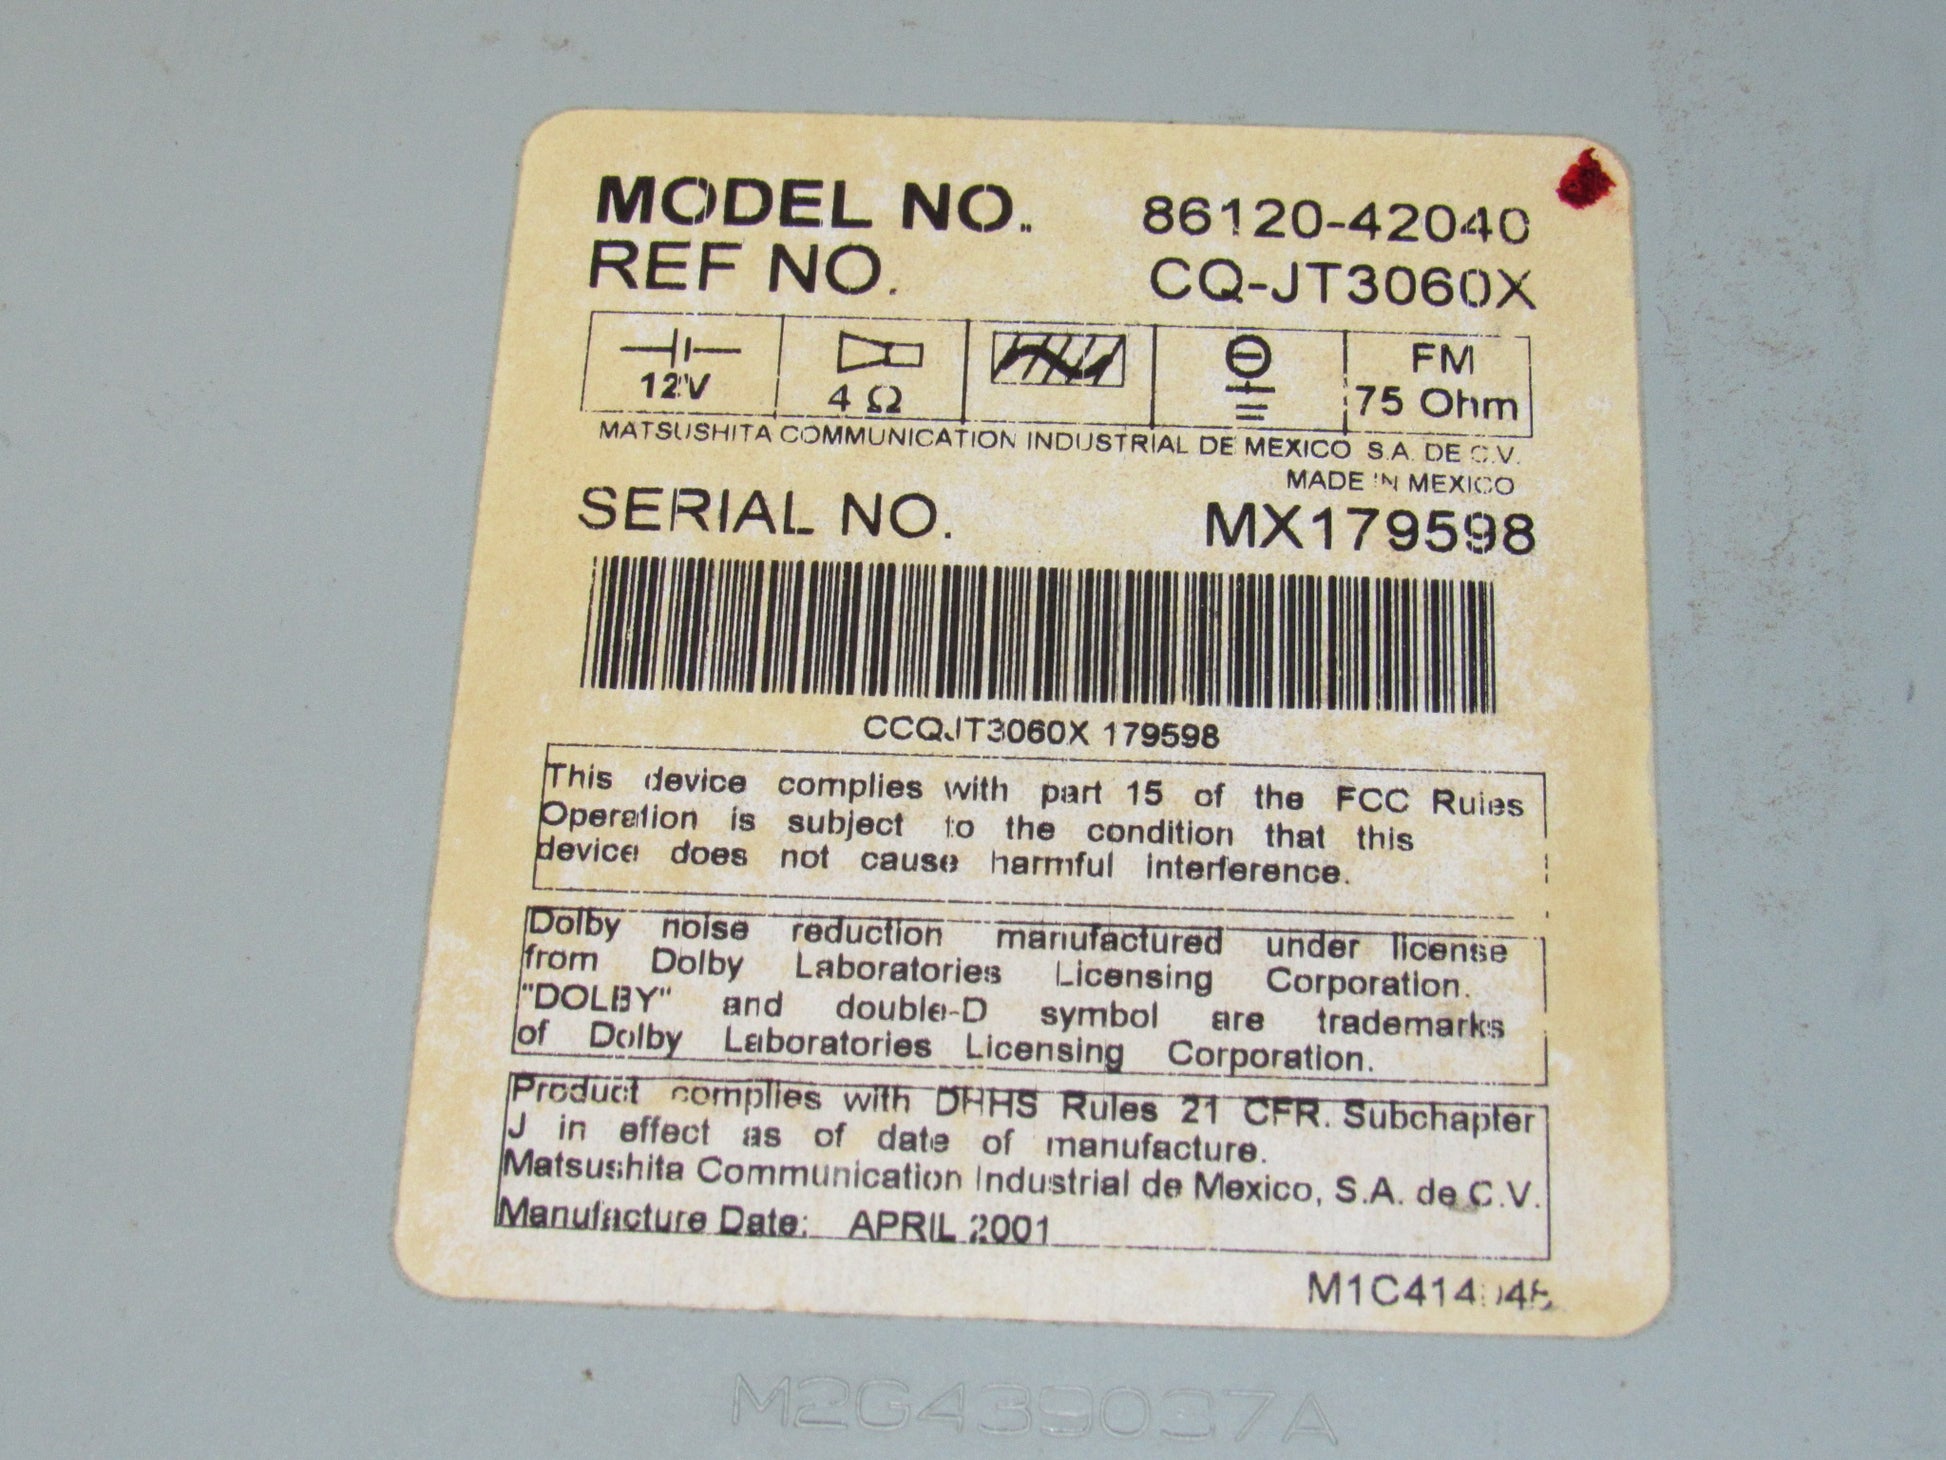 MODEL NO. 86120-42040
REF NO. CQ-JT3060X
12V 4 Ω FM 75 Ohm
MATSUSHITA COMMUNICATION INDUSTRIAL DE MEXICO S.A. DE C.V.
MADE IN MEXICO
SERIAL NO. MX179598
CCQJT3060X 179598
This device complies with part 15 of the FCC Rules
Operation is subject to the condition that this
device does not cause harmful interference.
Dolby noise reduction manufactured under license
from Dolby Laboratories Licensing Corporation.
"DOLBY" and double-D symbol are trademarks
of Dolby Laboratories Licensing Corporation.
Product complies with DHHS Rules 21 CFR. Subchapter
J in effect as of date of manufacture.
Matsushita Communication Industrial de Mexico, S.A. de C.V.
Manufacture Date: APRIL 2001
M2G439037A